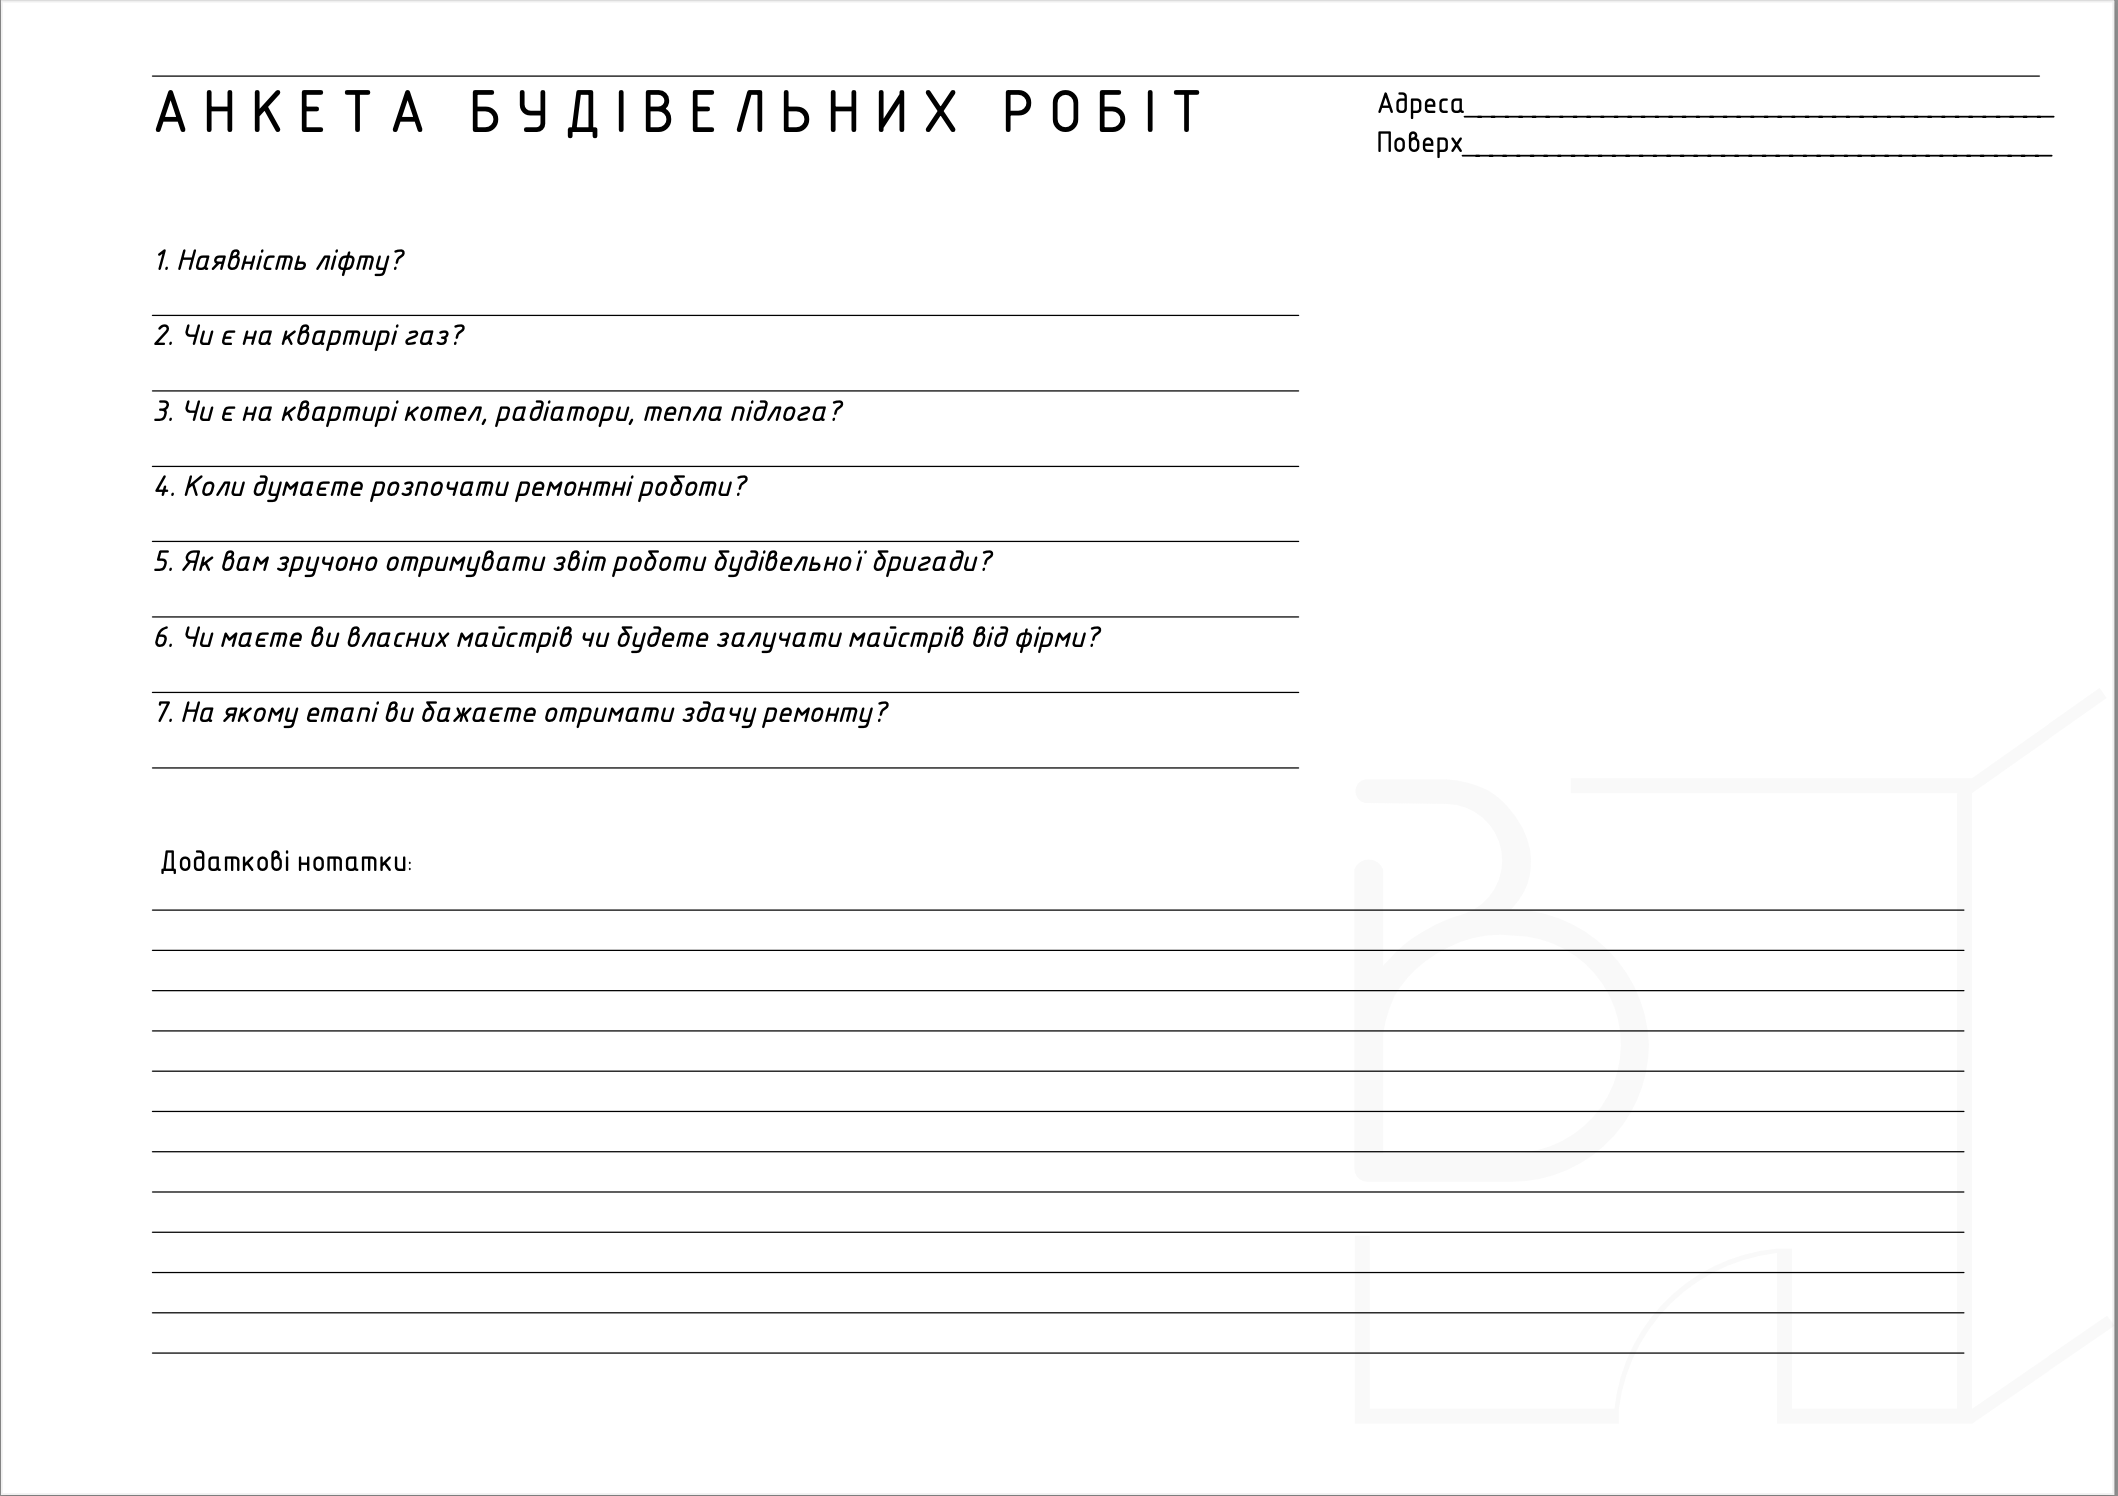 АНКЕТА БУДІВЕЛЬНИХ РОБІТ
Адреса
Поверх
1. Наявність ліфту?
2. Чи є на квартирі газ?
3. Чи є на квартирі котел, радіатори, тепла підлога?
4. Коли думаєте розпочати ремонтні роботи?
5. Як вам зручоно отримувати звіт роботи будівельної бригади?
6. Чи маєте ви власних майстрів чи будете залучати майстрів від фірми?
7. На якому етапі ви бажаєте отримати здачу ремонту?
Додаткові нотатки: